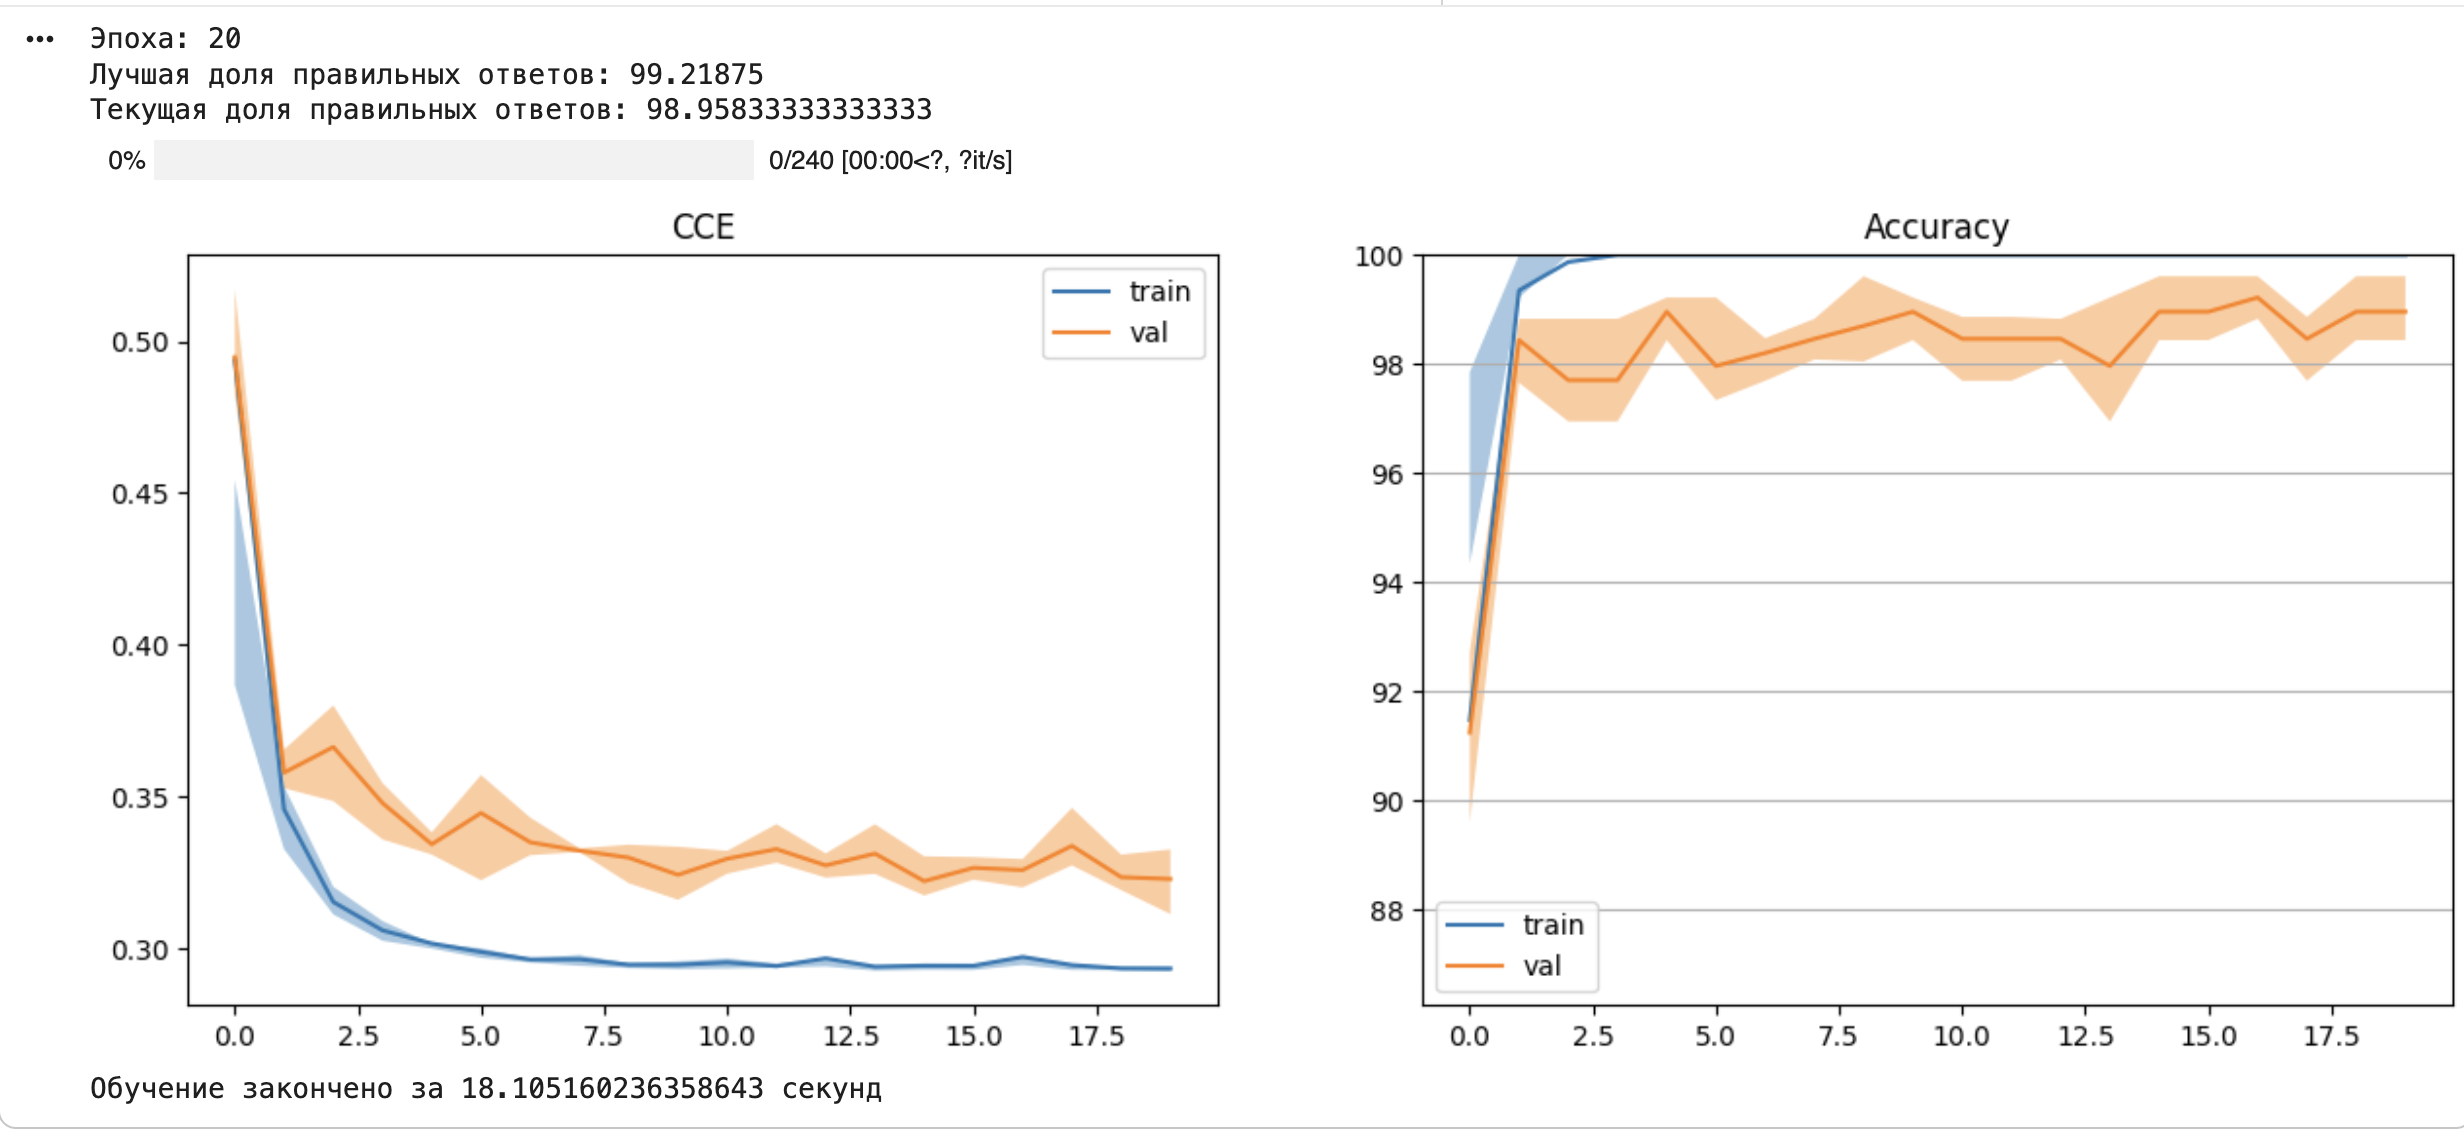 Эпоха: 20
Лучшая доля правильных ответов: 99.21875
Текущая доля правильных ответов: 98.95833333333333
0% 0/240 [00:00<?, ?it/s]
CCE
train
val
0.50
0.45
0.40
0.35
0.30
0.0 2.5 5.0 7.5 10.0 12.5 15.0 17.5
Accuracy
100
98
96
94
92
90
88
train
val
0.0 2.5 5.0 7.5 10.0 12.5 15.0 17.5
Обучение закончено за 18.105160236358643 секунд